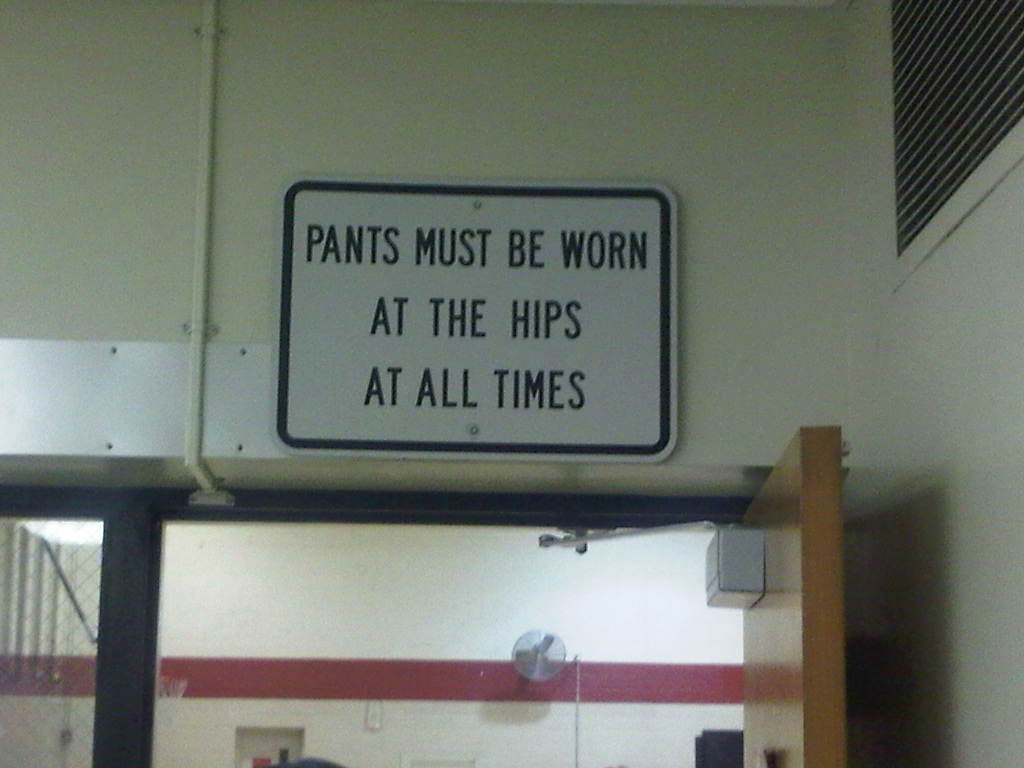 PANTS MUST BE WORN
AT THE HIPS
AT ALL TIMES